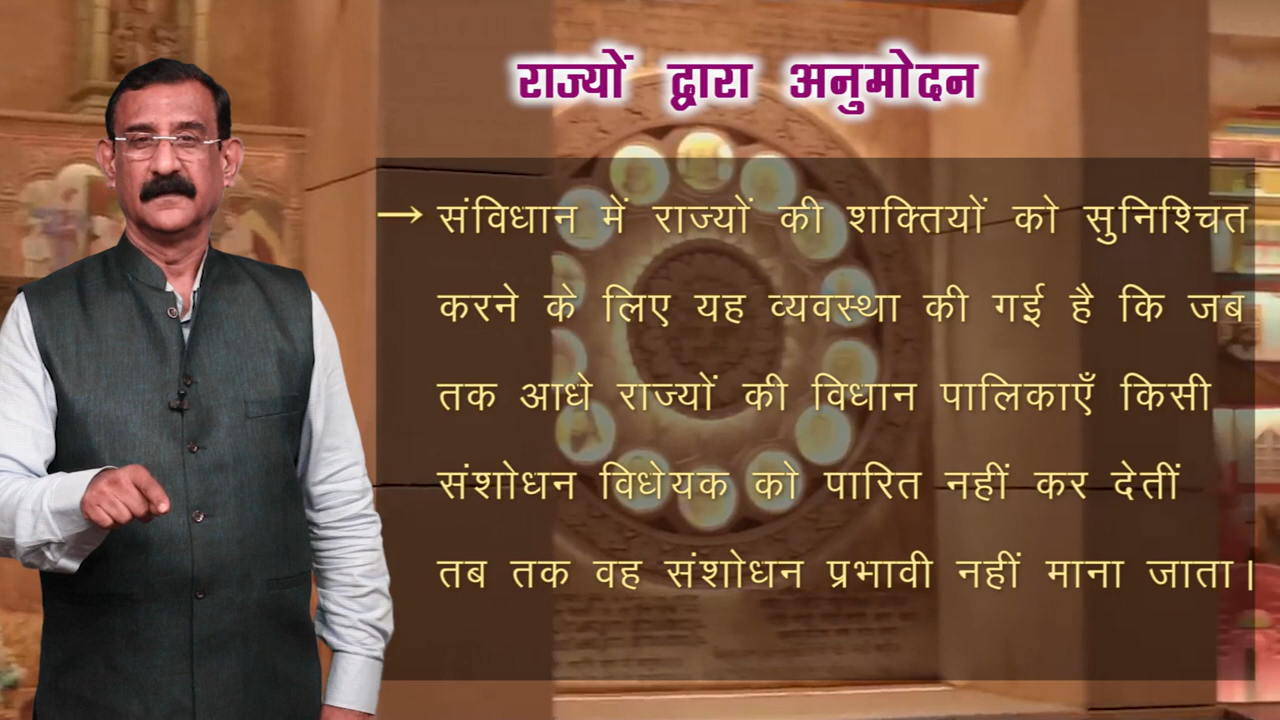 राज्यों द्वारा अनुमोदन
→ संविधान में राज्यों की शक्तियों को सुनिश्चित
करने के लिए यह व्यवस्था की गई है कि जब
तक आधे राज्यों की विधान पालिकाएँ किसी
संशोधन विधेयक को पारित नहीं कर देतीं
तब तक वह संशोधन प्रभावी नहीं माना जाता।